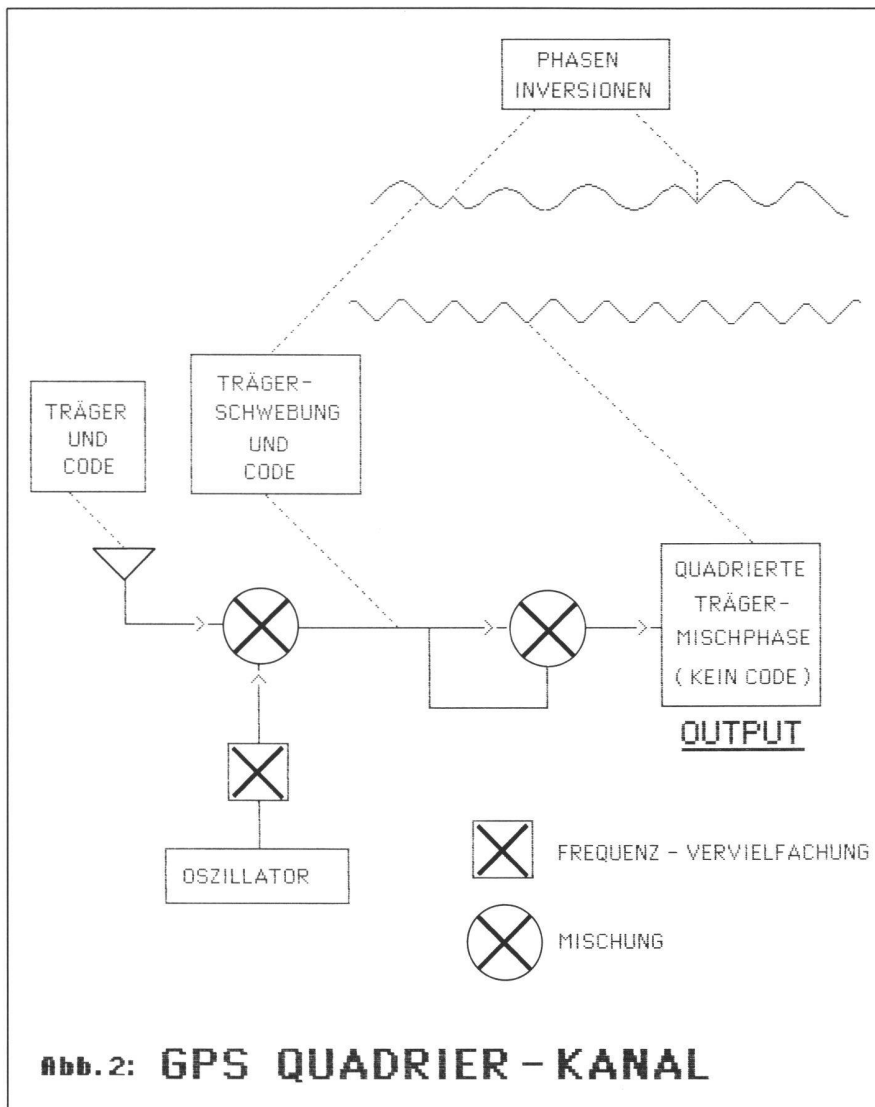 PHASEN
INVERSIONEN
TRÄGER-
SCHWEBUNG
UND
CODE
TRÄGER
UND
CODE
QUADRIERTE
TRÄGER-
MISCHPHASE
( KEIN CODE )
OUTPUT
OSZILLATOR
FREQUENZ - VERVIELFACHUNG
MISCHUNG
Abb.2: GPS QUADRIER - KANAL